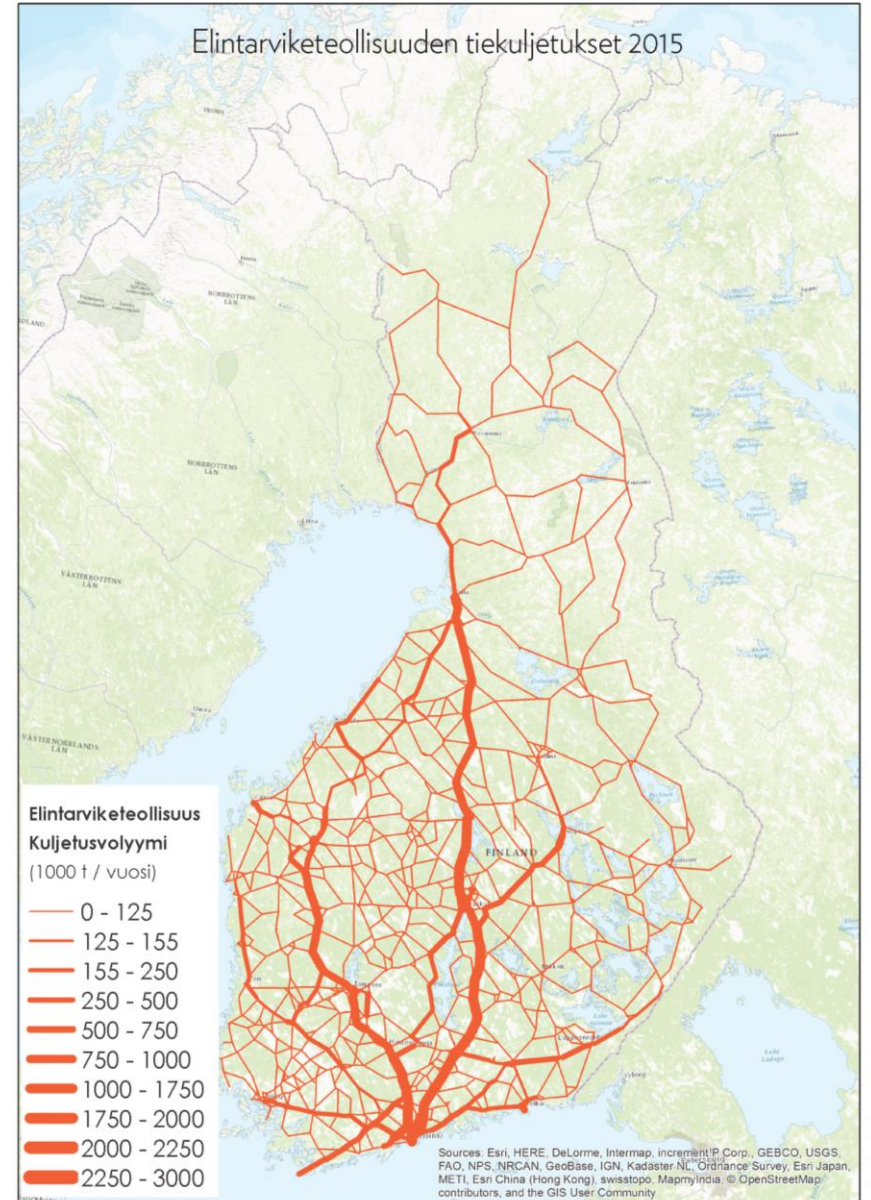 Elintarviketeollisuuden tiekuljetukset 2015
NORRBOTTENS
LÄN
NORRBOTTENS
LÄN
VÄSTERBOTTENS
LÄN
VÄSTERNORRLANDS
LÄN
FINLAND
Elintarviketeollisuus
Kuljetusvolyymi
(1000 t / vuosi)
0 - 125
125 - 155
155 - 250
250 - 500
500 - 750
750 - 1000
1000 - 1750
1750 - 2000
2000 - 2250
2250 - 3000
Lake
Ladoga
Sources: Esri, HERE, DeLorme, Intermap, increment P Corp., GEBCO, USGS,
FAO, NPS, NRCAN, GeoBase, IGN, Kadaster NL, Ordnance Survey, Esri Japan,
METI, Esri China (Hong Kong), swisstopo, MapmyIndia, © OpenStreetMap
contributors, and the GIS User Community